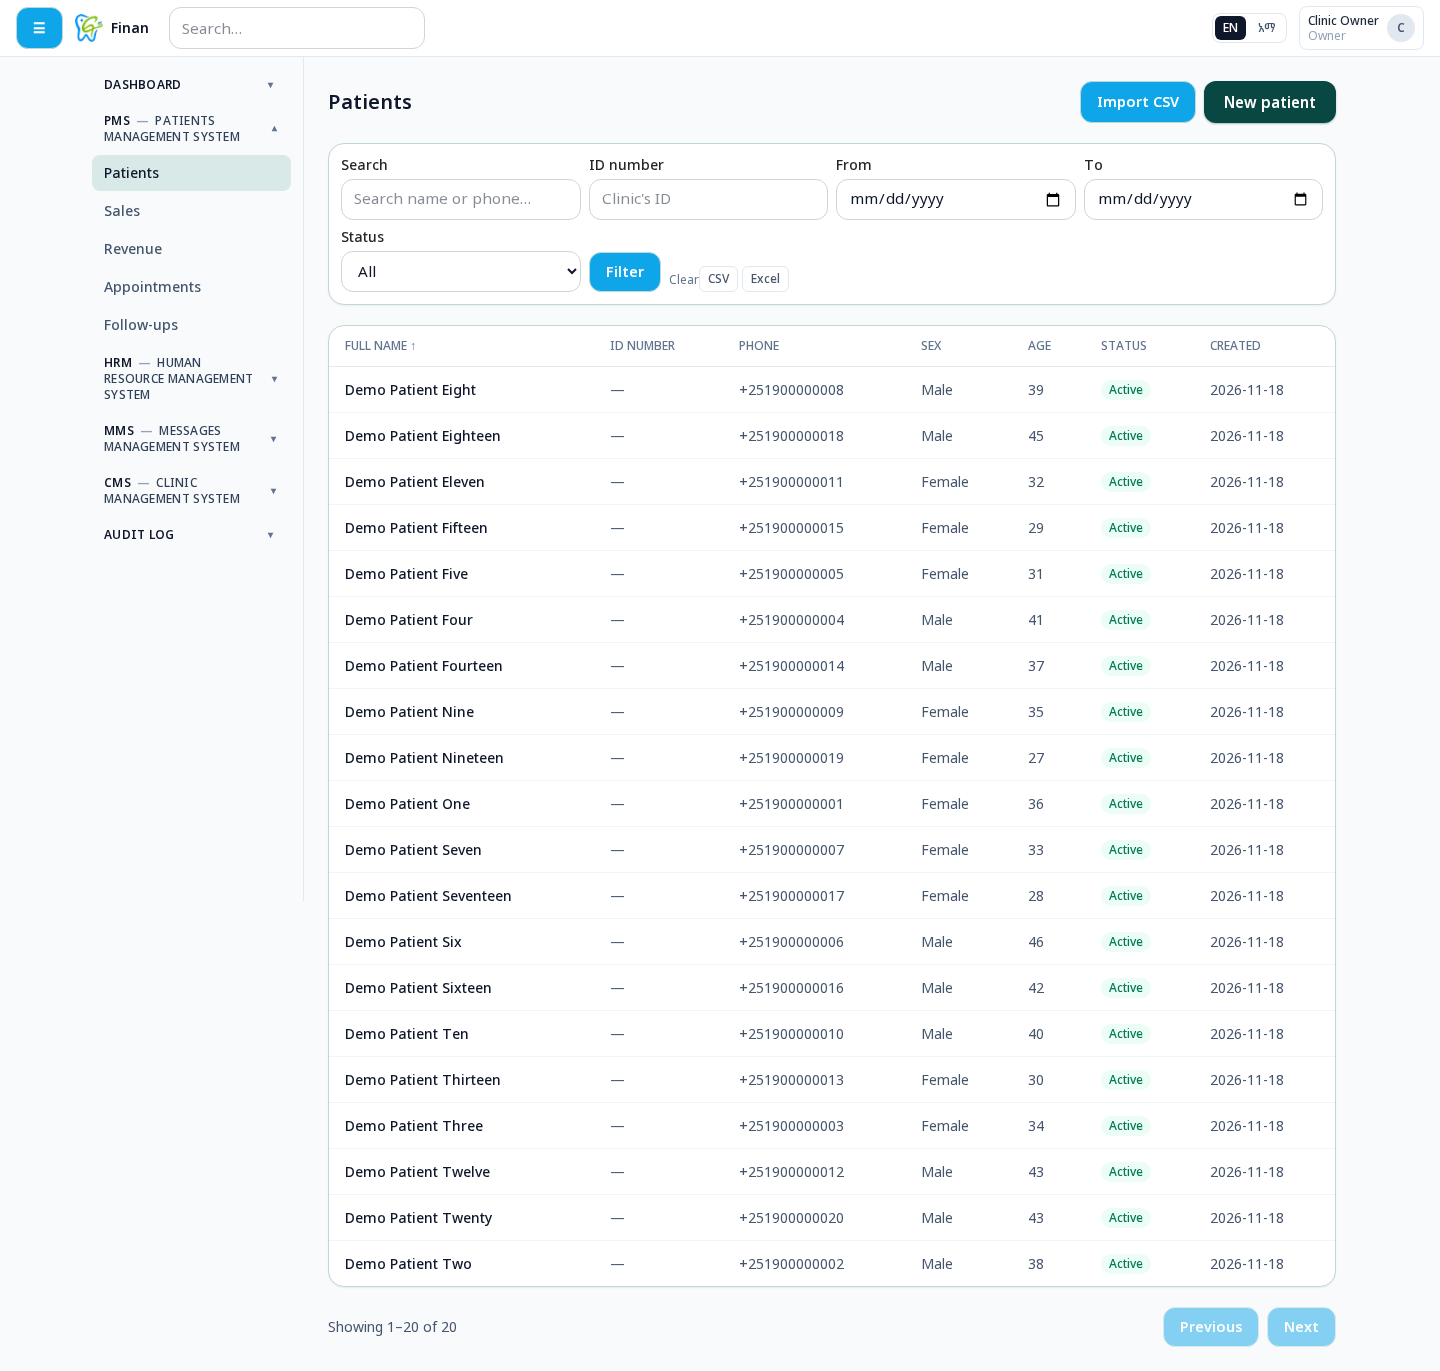 ☰ Finan Search... EN አማ Clinic Owner
Owner C
DASHBOARD ▼
PMS — PATIENTS MANAGEMENT SYSTEM ▲
Patients
Sales
Revenue
Appointments
Follow-ups
HRM — HUMAN RESOURCE MANAGEMENT SYSTEM ▼
MMS — MESSAGES MANAGEMENT SYSTEM ▼
CMS — CLINIC MANAGEMENT SYSTEM ▼
AUDIT LOG ▼
Patients Import CSV New patient
Search ID number From To
Search name or phone... Clinic's ID mm/dd/yyyy mm/dd/yyyy
Status
All Filter Clear CSV Excel
FULL NAME ↑ ID NUMBER PHONE SEX AGE STATUS CREATED
Demo Patient Eight — +251900000008 Male 39 Active 2026-11-18
Demo Patient Eighteen — +251900000018 Male 45 Active 2026-11-18
Demo Patient Eleven — +251900000011 Female 32 Active 2026-11-18
Demo Patient Fifteen — +251900000015 Female 29 Active 2026-11-18
Demo Patient Five — +251900000005 Female 31 Active 2026-11-18
Demo Patient Four — +251900000004 Male 41 Active 2026-11-18
Demo Patient Fourteen — +251900000014 Male 37 Active 2026-11-18
Demo Patient Nine — +251900000009 Female 35 Active 2026-11-18
Demo Patient Nineteen — +251900000019 Female 27 Active 2026-11-18
Demo Patient One — +251900000001 Female 36 Active 2026-11-18
Demo Patient Seven — +251900000007 Female 33 Active 2026-11-18
Demo Patient Seventeen — +251900000017 Female 28 Active 2026-11-18
Demo Patient Six — +251900000006 Male 46 Active 2026-11-18
Demo Patient Sixteen — +251900000016 Male 42 Active 2026-11-18
Demo Patient Ten — +251900000010 Male 40 Active 2026-11-18
Demo Patient Thirteen — +251900000013 Female 30 Active 2026-11-18
Demo Patient Three — +251900000003 Female 34 Active 2026-11-18
Demo Patient Twelve — +251900000012 Male 43 Active 2026-11-18
Demo Patient Twenty — +251900000020 Male 43 Active 2026-11-18
Demo Patient Two — +251900000002 Male 38 Active 2026-11-18
Showing 1–20 of 20 Previous Next